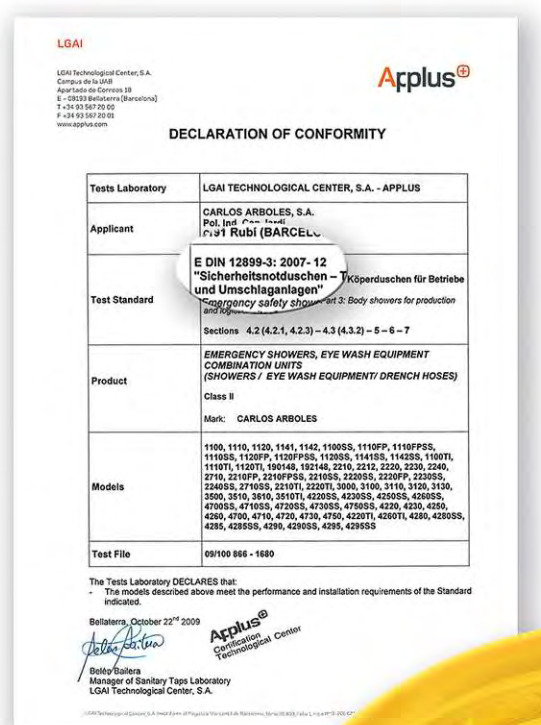 LGAI
LGAI Technological Center, S.A.
Campus de la UAB
Apartado de Correos 18
E - 08193 Bellaterra (Barcelona)
T +34 93 567 20 00
F +34 93 567 20 01
www.applus.com
Applus+
DECLARATION OF CONFORMITY
Tests Laboratory
LGAI TECHNOLOGICAL CENTER, S.A. - APPLUS
Applicant
CARLOS ARBOLES, S.A.
Pol. Ind.
Rubí (BARCEL
Test Standard
E DIN 12899-3: 2007- 12
"Sicherheitsnotduschen – T
Köperduschen für Betriebe
und Umschlaganlagen"
Emergency safety show
art 3: Body showers for production
and
Sections 4.2 (4.2.1, 4.2.3) – 4.3 (4.3.2) – 5 – 6 – 7
Product
EMERGENCY SHOWERS, EYE WASH EQUIPMENT
COMBINATION UNITS
(SHOWERS / EYE WASH EQUIPMENT/ DRENCH HOSES)
Class II
Mark: CARLOS ARBOLES
Models
1100, 1110, 1120, 1141, 1142, 1100SS, 1110FP, 1110FPSS,
1110SS, 1120FP, 1120FPSS, 1120SS, 1141SS, 1142SS, 1100TI,
1110TI, 1120TI, 190148, 192148, 2210, 2212, 2220, 2230, 2240,
2710, 2210FP, 2210FPSS, 2210SS, 2220SS, 2220FP, 2230SS,
2240SS, 2710SS, 2210TI, 2220TI, 3000, 3100, 3110, 3120, 3130,
3500, 3510, 3610, 3510TI, 4220SS, 4230SS, 4250SS, 4260SS,
4700SS, 4710SS, 4720SS, 4730SS, 4750SS, 4220, 4230, 4250,
4260, 4700, 4710, 4720, 4730, 4750, 4220TI, 4260TI, 4280, 4280SS,
4285, 4285SS, 4290, 4290SS, 4295, 4295SS
Test File
09/100 866 - 1680
The Tests Laboratory DECLARES that:
- The models described above meet the performance and installation requirements of the Standard
indicated.
Bellaterra, October 22nd 2009
Applus+
Certification
Technological Center
Belén Bailera
Manager of Sanitary Taps Laboratory
LGAI Technological Center, S.A.